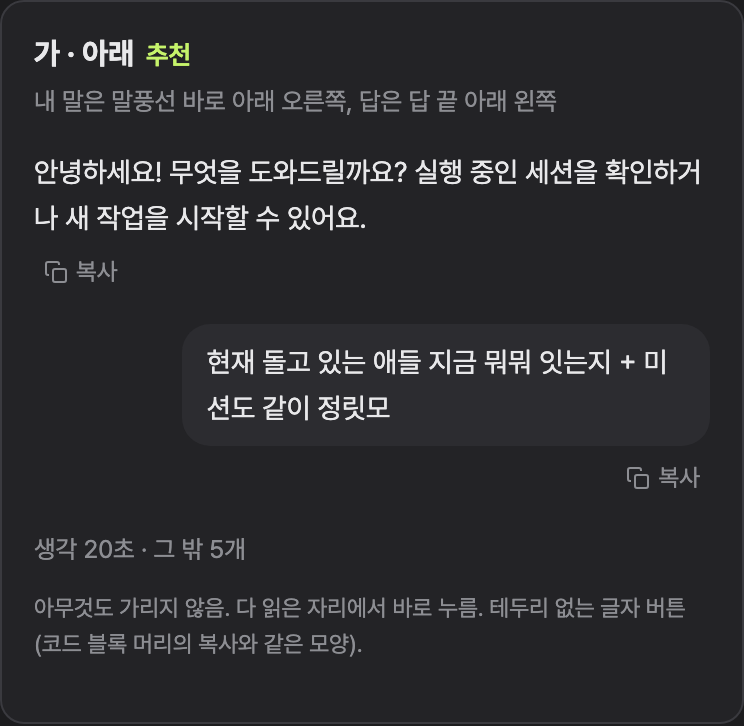 가 · 아래 추천
내 말은 말풍선 바로 아래 오른쪽, 답은 답 끝 아래 왼쪽
안녕하세요! 무엇을 도와드릴까요? 실행 중인 세션을 확인하거
나 새 작업을 시작할 수 있어요.
복사
현재 돌고 있는 애들 지금 뭐뭐 잇는지 + 미
션도 같이 정릿모
복사
생각 20초 · 그 밖 5개
아무것도 가리지 않음. 다 읽은 자리에서 바로 누름. 테두리 없는 글자 버튼
(코드 블록 머리의 복사와 같은 모양).